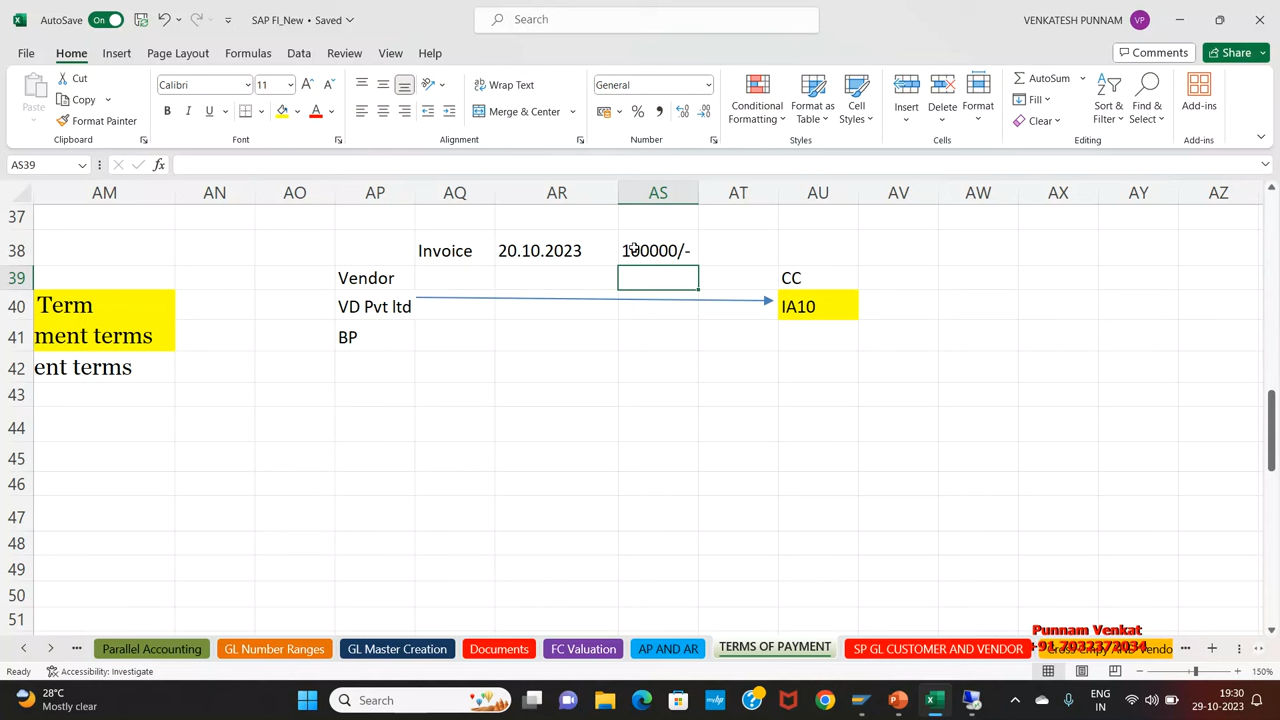 AutoSave On SAP FI_New • Saved Search VENKATESH PUNNAM VP
File Home Insert Page Layout Formulas Data Review View Help Comments Share
Paste Cut Copy Format Painter Clipboard
Calibri 11 B I U A Font
Wrap Text Merge & Center Alignment
General % , Number
Conditional Formatting Format as Table Cell Styles Styles
Insert Delete Format Cells
AutoSum Fill Clear Sort & Filter Find & Select Editing
Add-ins Add-ins
AS39 fx
AM AN AO AP AQ AR AS AT AU AV AW AX AY AZ
37
38 Invoice 20.10.2023 100000/-
39 Vendor CC
40 Term VD Pvt ltd IA10
41 ment terms BP
42 ent terms
43
44
45
46
47
48
49
50
51
Punnam Venkat
+91 7032372034
Parallel Accounting GL Number Ranges GL Master Creation Documents FC Valuation AP AND AR TERMS OF PAYMENT SP GL CUSTOMER AND VENDOR
Ready Accessibility: Investigate 150%
28°C
Mostly clear
Search
ENG
IN
19:30
29-10-2023